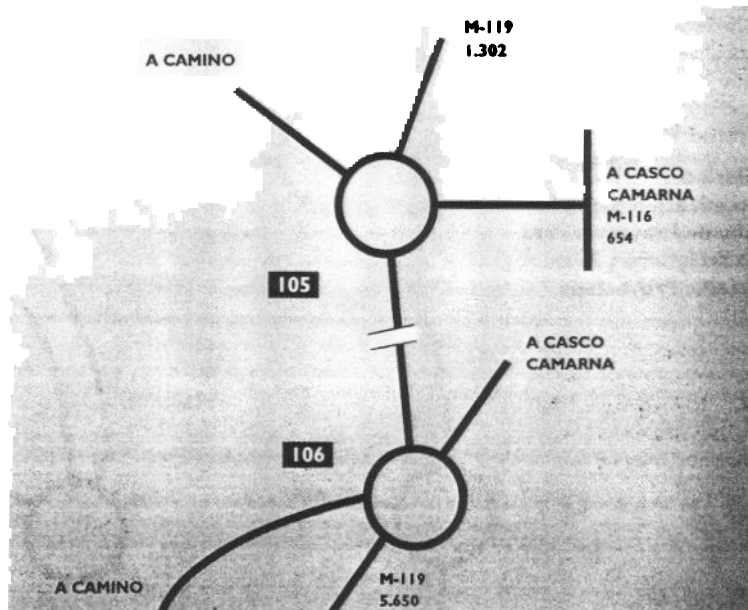 M-119
1.302
A CAMINO
A CASCO
CAMARNA
M-116
654
105
A CASCO
CAMARNA
106
M-119
5.650
A CAMINO